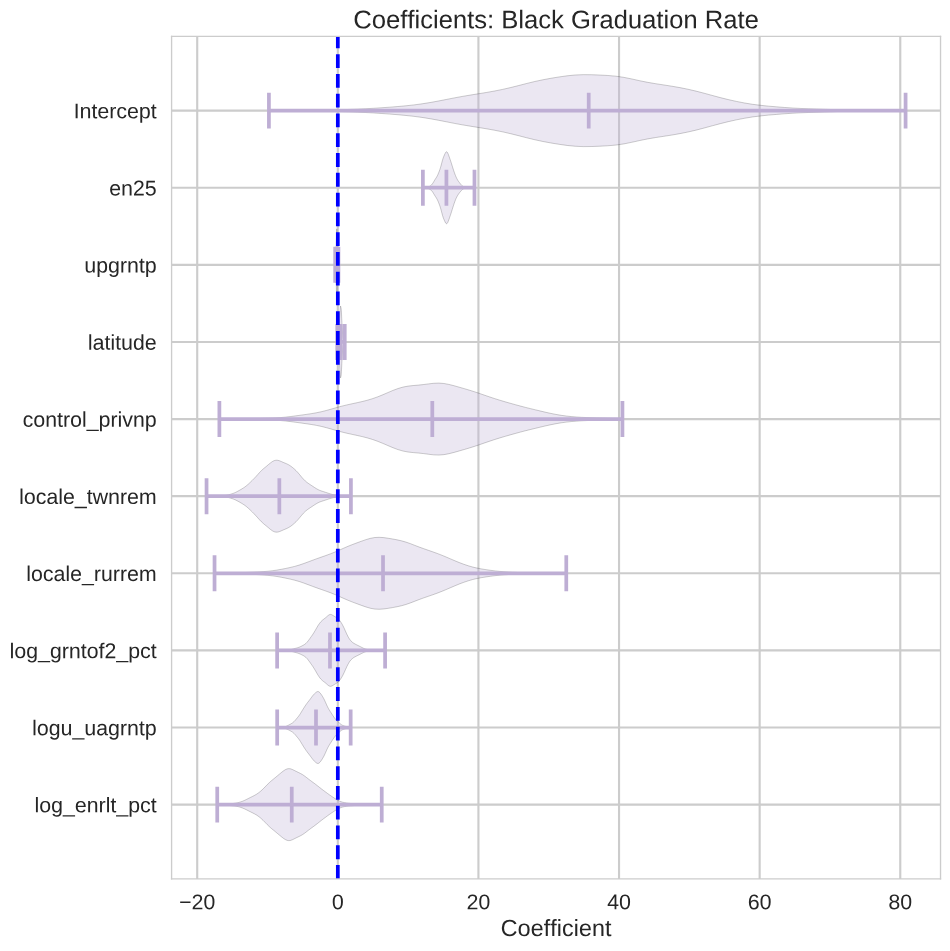 Coefficients: Black Graduation Rate
Intercept
en25
upgrntp
latitude
control_privnp
locale_twnrem
locale_rurrem
log_grntof2_pct
logu_uagrntp
log_enrlt_pct
−20 0 20 40 60 80
Coefficient